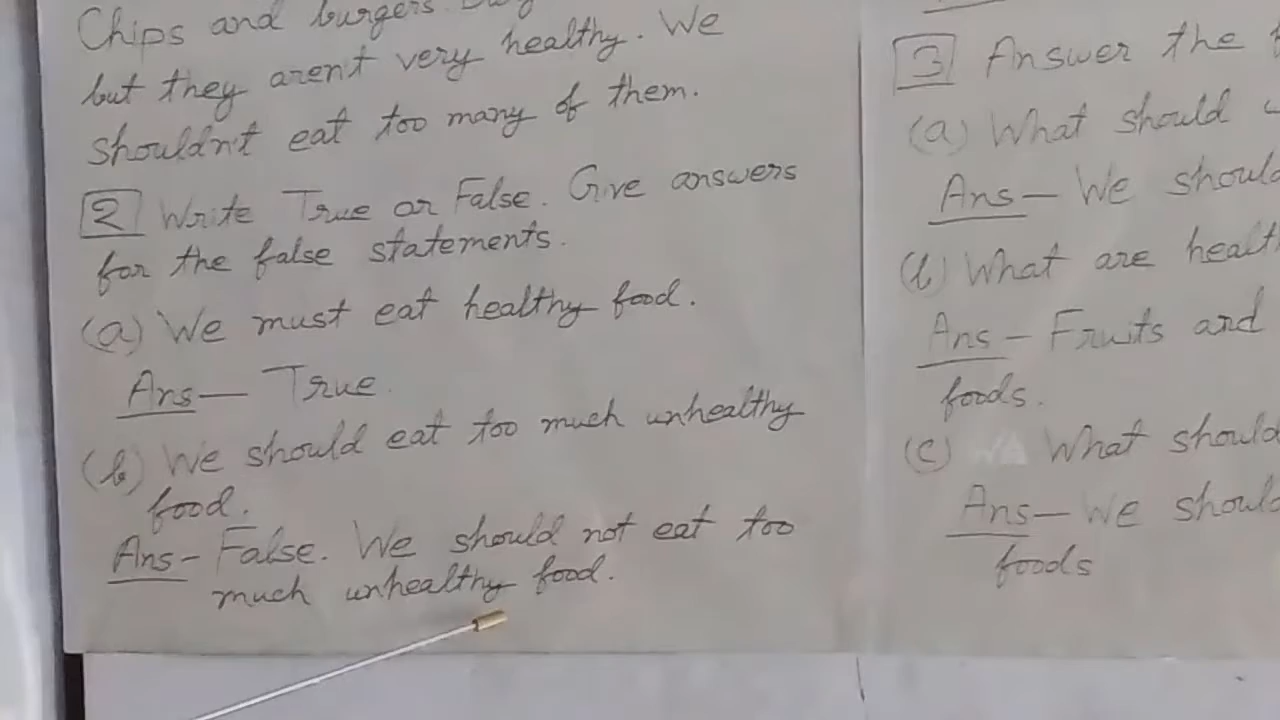 Chips and burgers.
but they aren't very healthy. We
shouldn't eat too many of them.
2 Write True or False. Give answers
for the false statements.
(a) We must eat healthy food.
Ans- True.
(b) We should eat too much unhealthy
food.
Ans- False. We should not eat too
much unhealthy food.
3 Answer the
(a) What should
Ans- We should
(b) What are
Ans- Fruits and
foods.
(c) What should
Ans- We should
foods